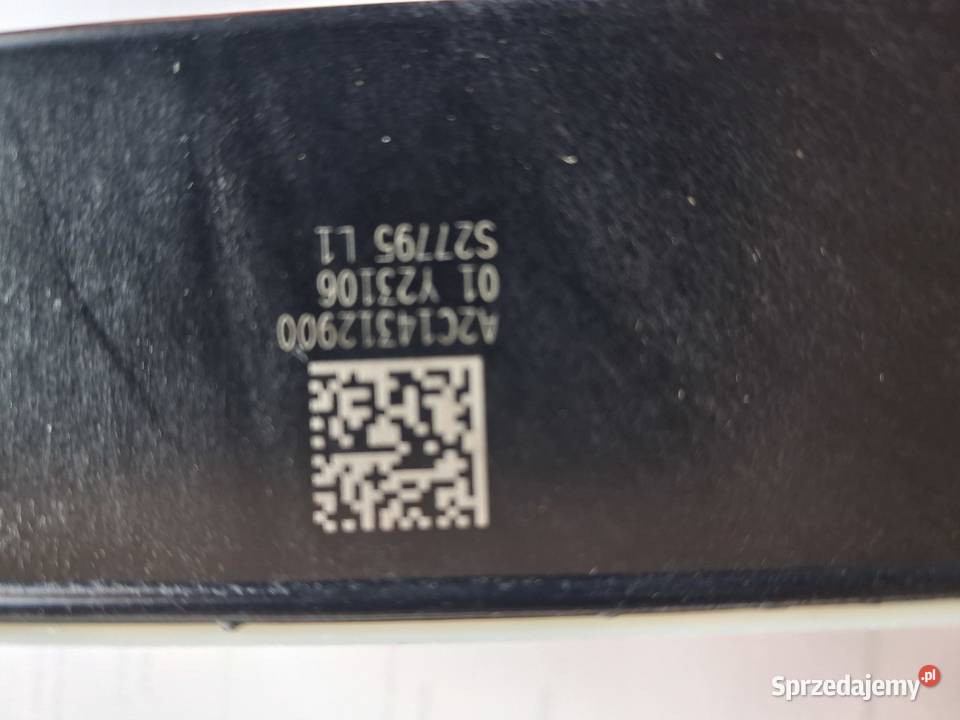 A2C14312900
01 Y23106
S27795 L1
Sprzedajemy.pl